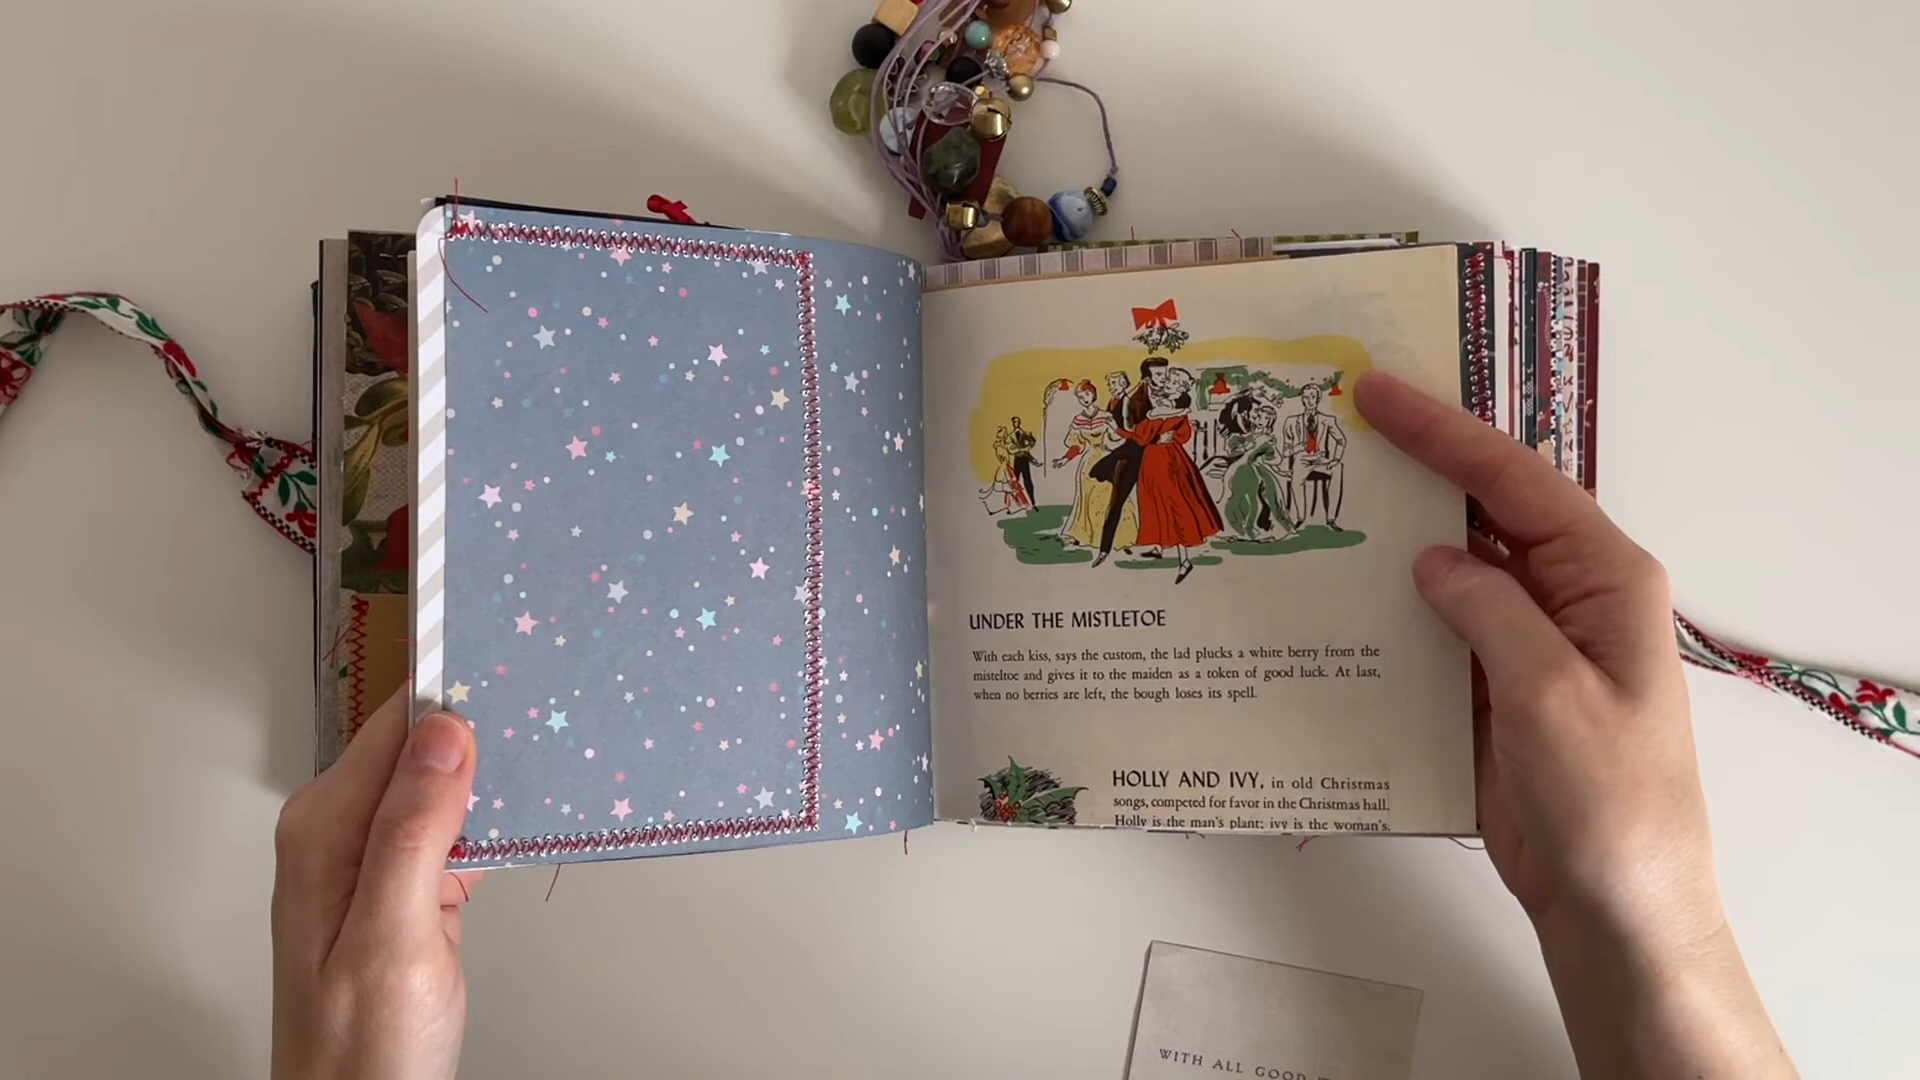 UNDER THE MISTLETOE
With each kiss, says the custom, the lad plucks a white berry from the
misteltoe and gives it to the maiden as a token of good luck. At last,
when no berries are left, the bough loses its spell.
HOLLY AND IVY, in old Christmas
songs, competed for favor in the Christmas hall.
Holly is the man's plant; ivy is the woman's.
WITH ALL GOOD